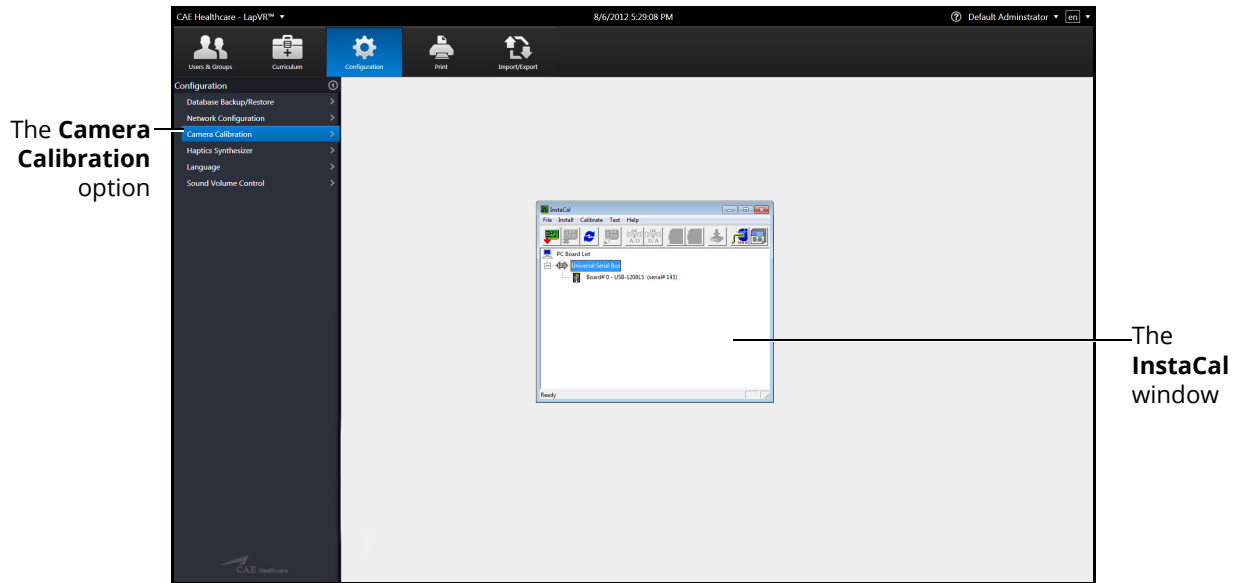 CAE Healthcare - LapVR™
8/6/2012 5:29:08 PM
Default Adminstrator
en
Users & Groups
Curriculum
Configuration
Print
Import/Export
Configuration
Database Backup/Restore
Network Configuration
Camera Calibration
Haptics Synthesizer
Language
Sound Volume Control
The Camera
Calibration
option
InstaCal
File Install Calibrate Test Help
A/D D/A
PC Board List
Universal Serial Bus
Board# 0 - USB-1208LS (serial# 143)
Ready
The
InstaCal
window
CAE Healthcare